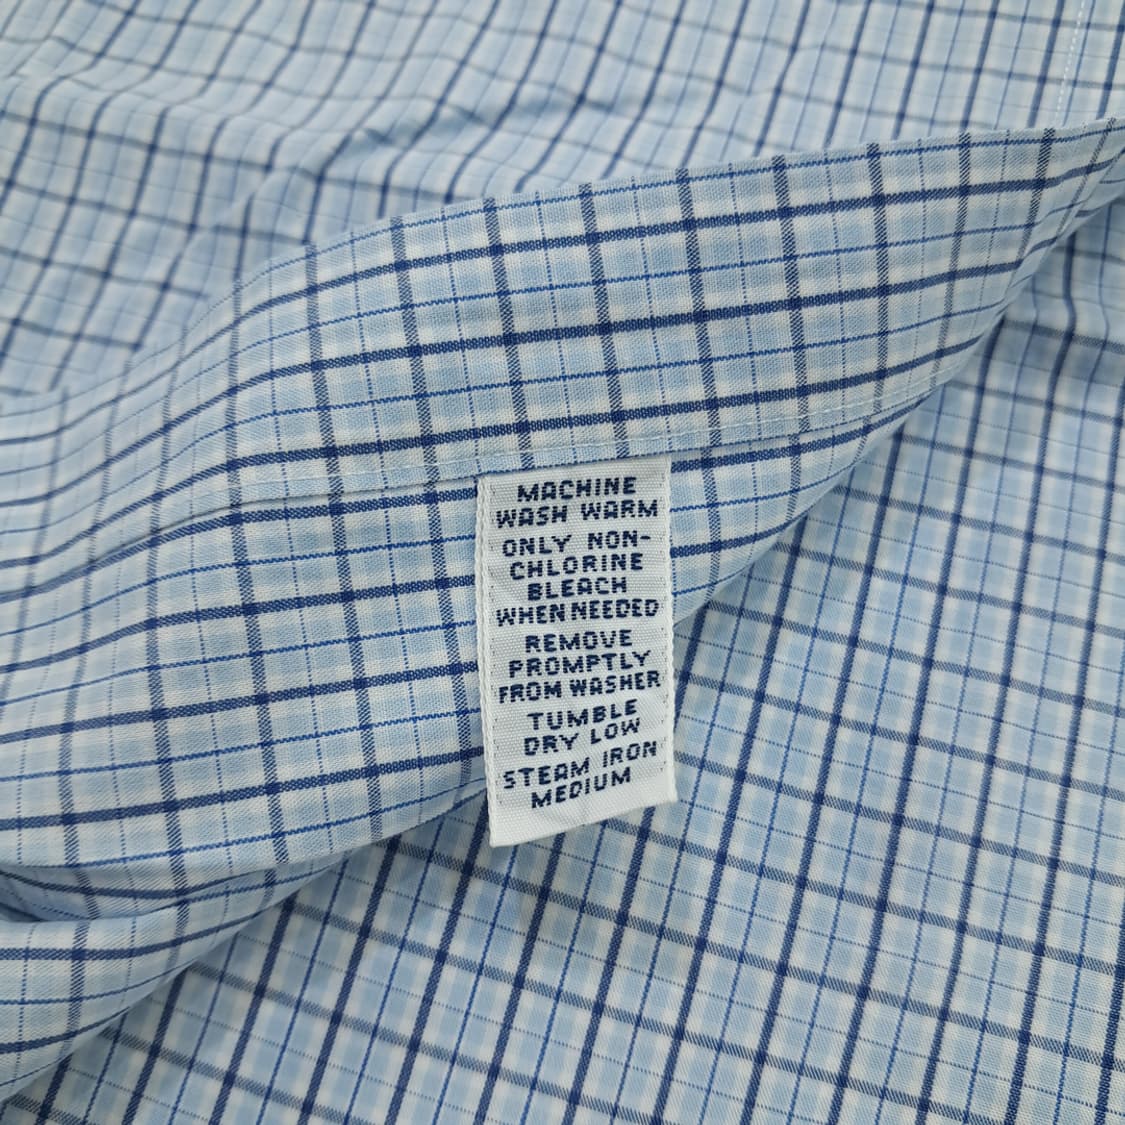 MACHINE
WASH WARM
ONLY NON-
CHLORINE
BLEACH
WHEN NEEDED
REMOVE
PROMPTLY
FROM WASHER
TUMBLE
DRY LOW
STEAM IRON
MEDIUM